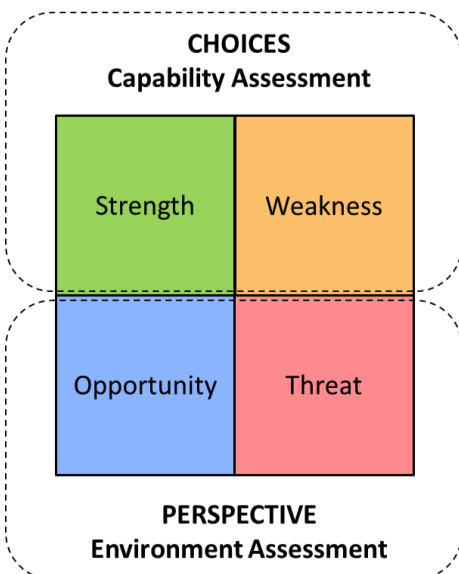 CHOICES
Capability Assessment
Strength
Weakness
Opportunity
Threat
PERSPECTIVE
Environment Assessment